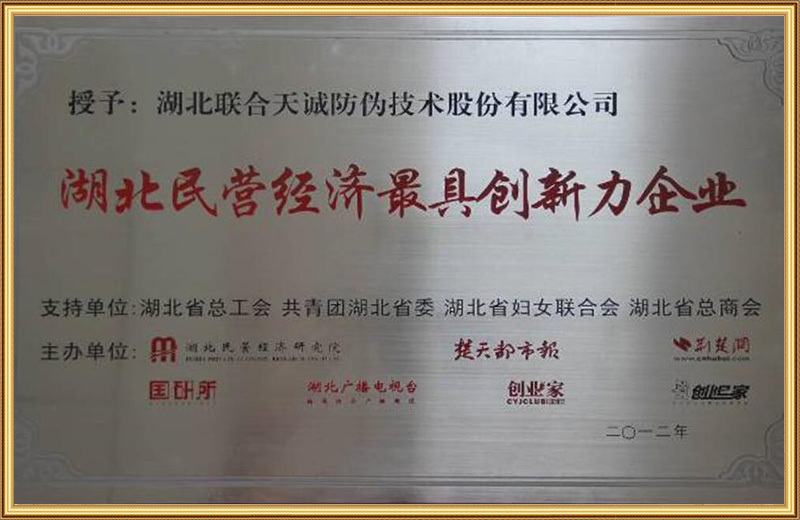 授予：湖北联合天诚防伪技术股份有限公司
湖北民营经济最具创新力企业
支持单位:湖北省总工会 共青团湖北省委 湖北省妇女联合会 湖北省总商会
主办单位: 湖北民营经济研究院 楚天都市报 荆楚网
www.cnhubei.com
国研所 湖北广播电视台 创业家 创业家
CYJCLUB
二〇一二年